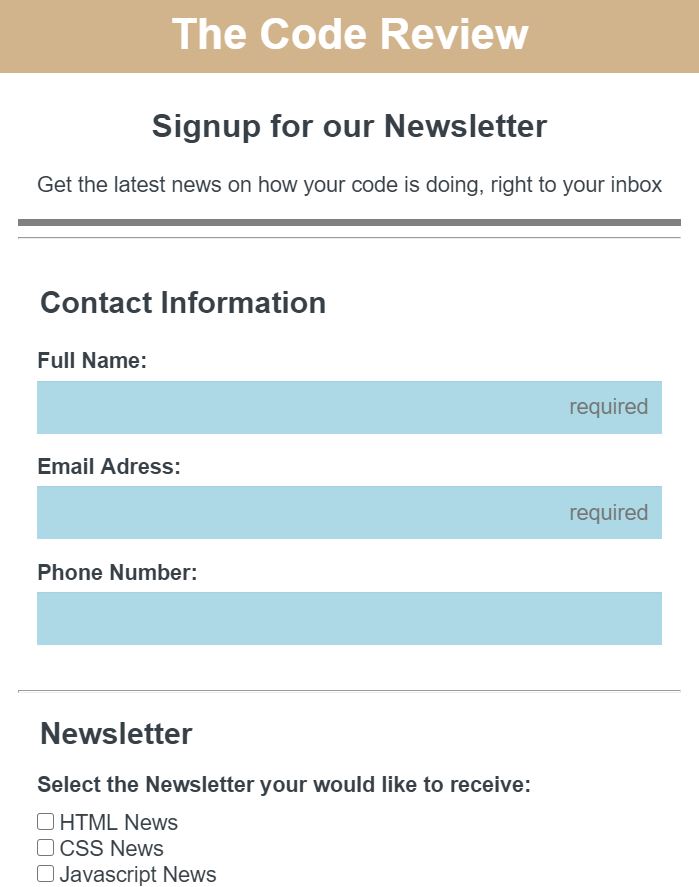 The Code Review
Signup for our Newsletter
Get the latest news on how your code is doing, right to your inbox
Contact Information
Full Name:
required
Email Adress:
required
Phone Number:
Newsletter
Select the Newsletter your would like to receive:
HTML News
CSS News
Javascript News